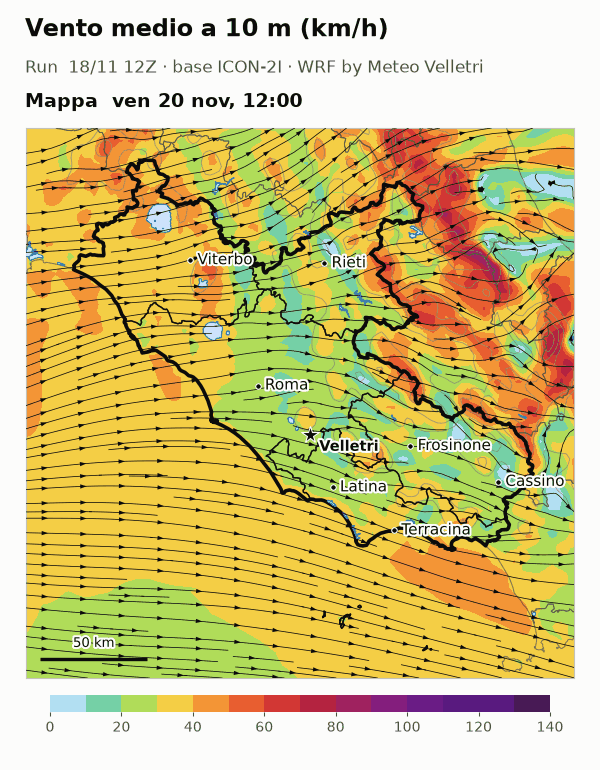 Vento medio a 10 m (km/h)
Run  18/11 12Z · base ICON-2I · WRF by Meteo Velletri
Mappa  ven 20 nov, 12:00
Viterbo
Rieti
Roma
Velletri
Frosinone
Cassino
Latina
Terracina
50 km
0 20 40 60 80 100 120 140